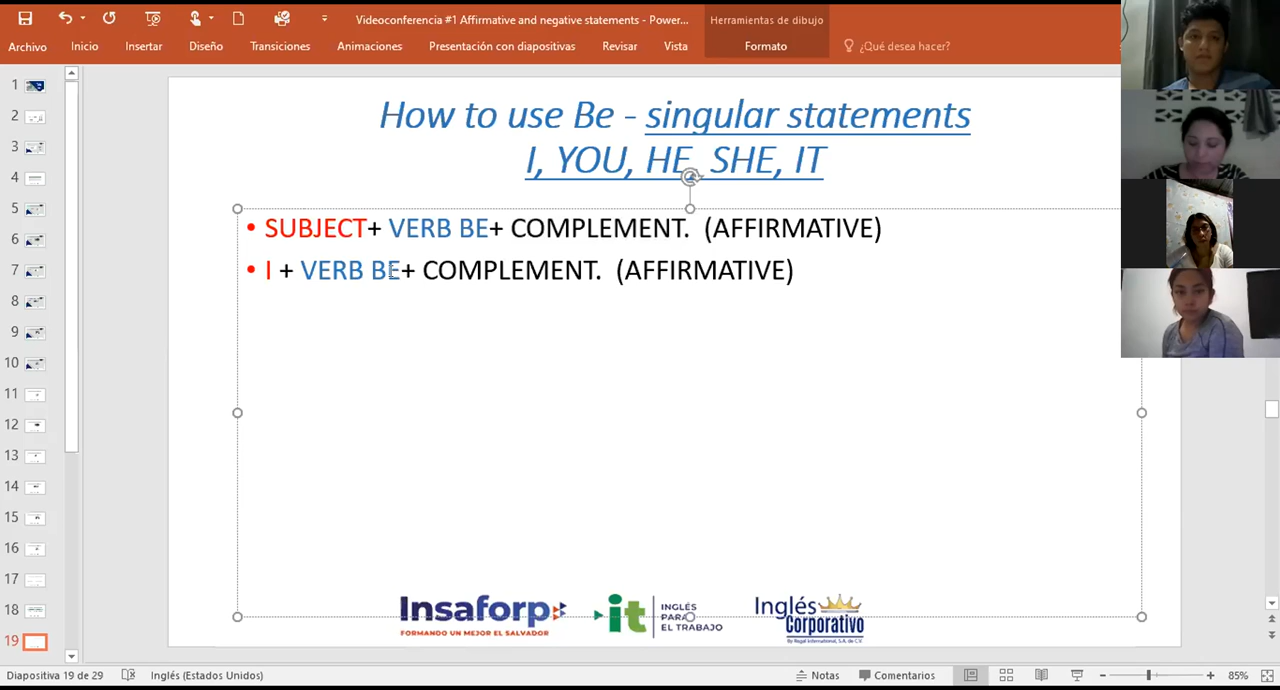 Videoconferencia #1 Affirmative and negative statements - Power...
Herramientas de dibujo
Archivo
Inicio
Insertar
Diseño
Transiciones
Animaciones
Presentación con diapositivas
Revisar
Vista
Formato
¿Qué desea hacer?
How to use Be - singular statements
I, YOU, HE, SHE, IT
• SUBJECT+ VERB BE+ COMPLEMENT. (AFFIRMATIVE)
• I + VERB BE+ COMPLEMENT. (AFFIRMATIVE)
1
2
3
4
5
6
7
8
9
10
11
12
13
14
15
16
17
18
19
Insaforp
FORMANDO UN MEJOR EL SALVADOR
it
INGLÉS
PARA
EL TRABAJO
Inglés
Corporativo
By Regal International, S.A. de C.V.
Diapositiva 19 de 29
Inglés (Estados Unidos)
Notas
Comentarios
85%